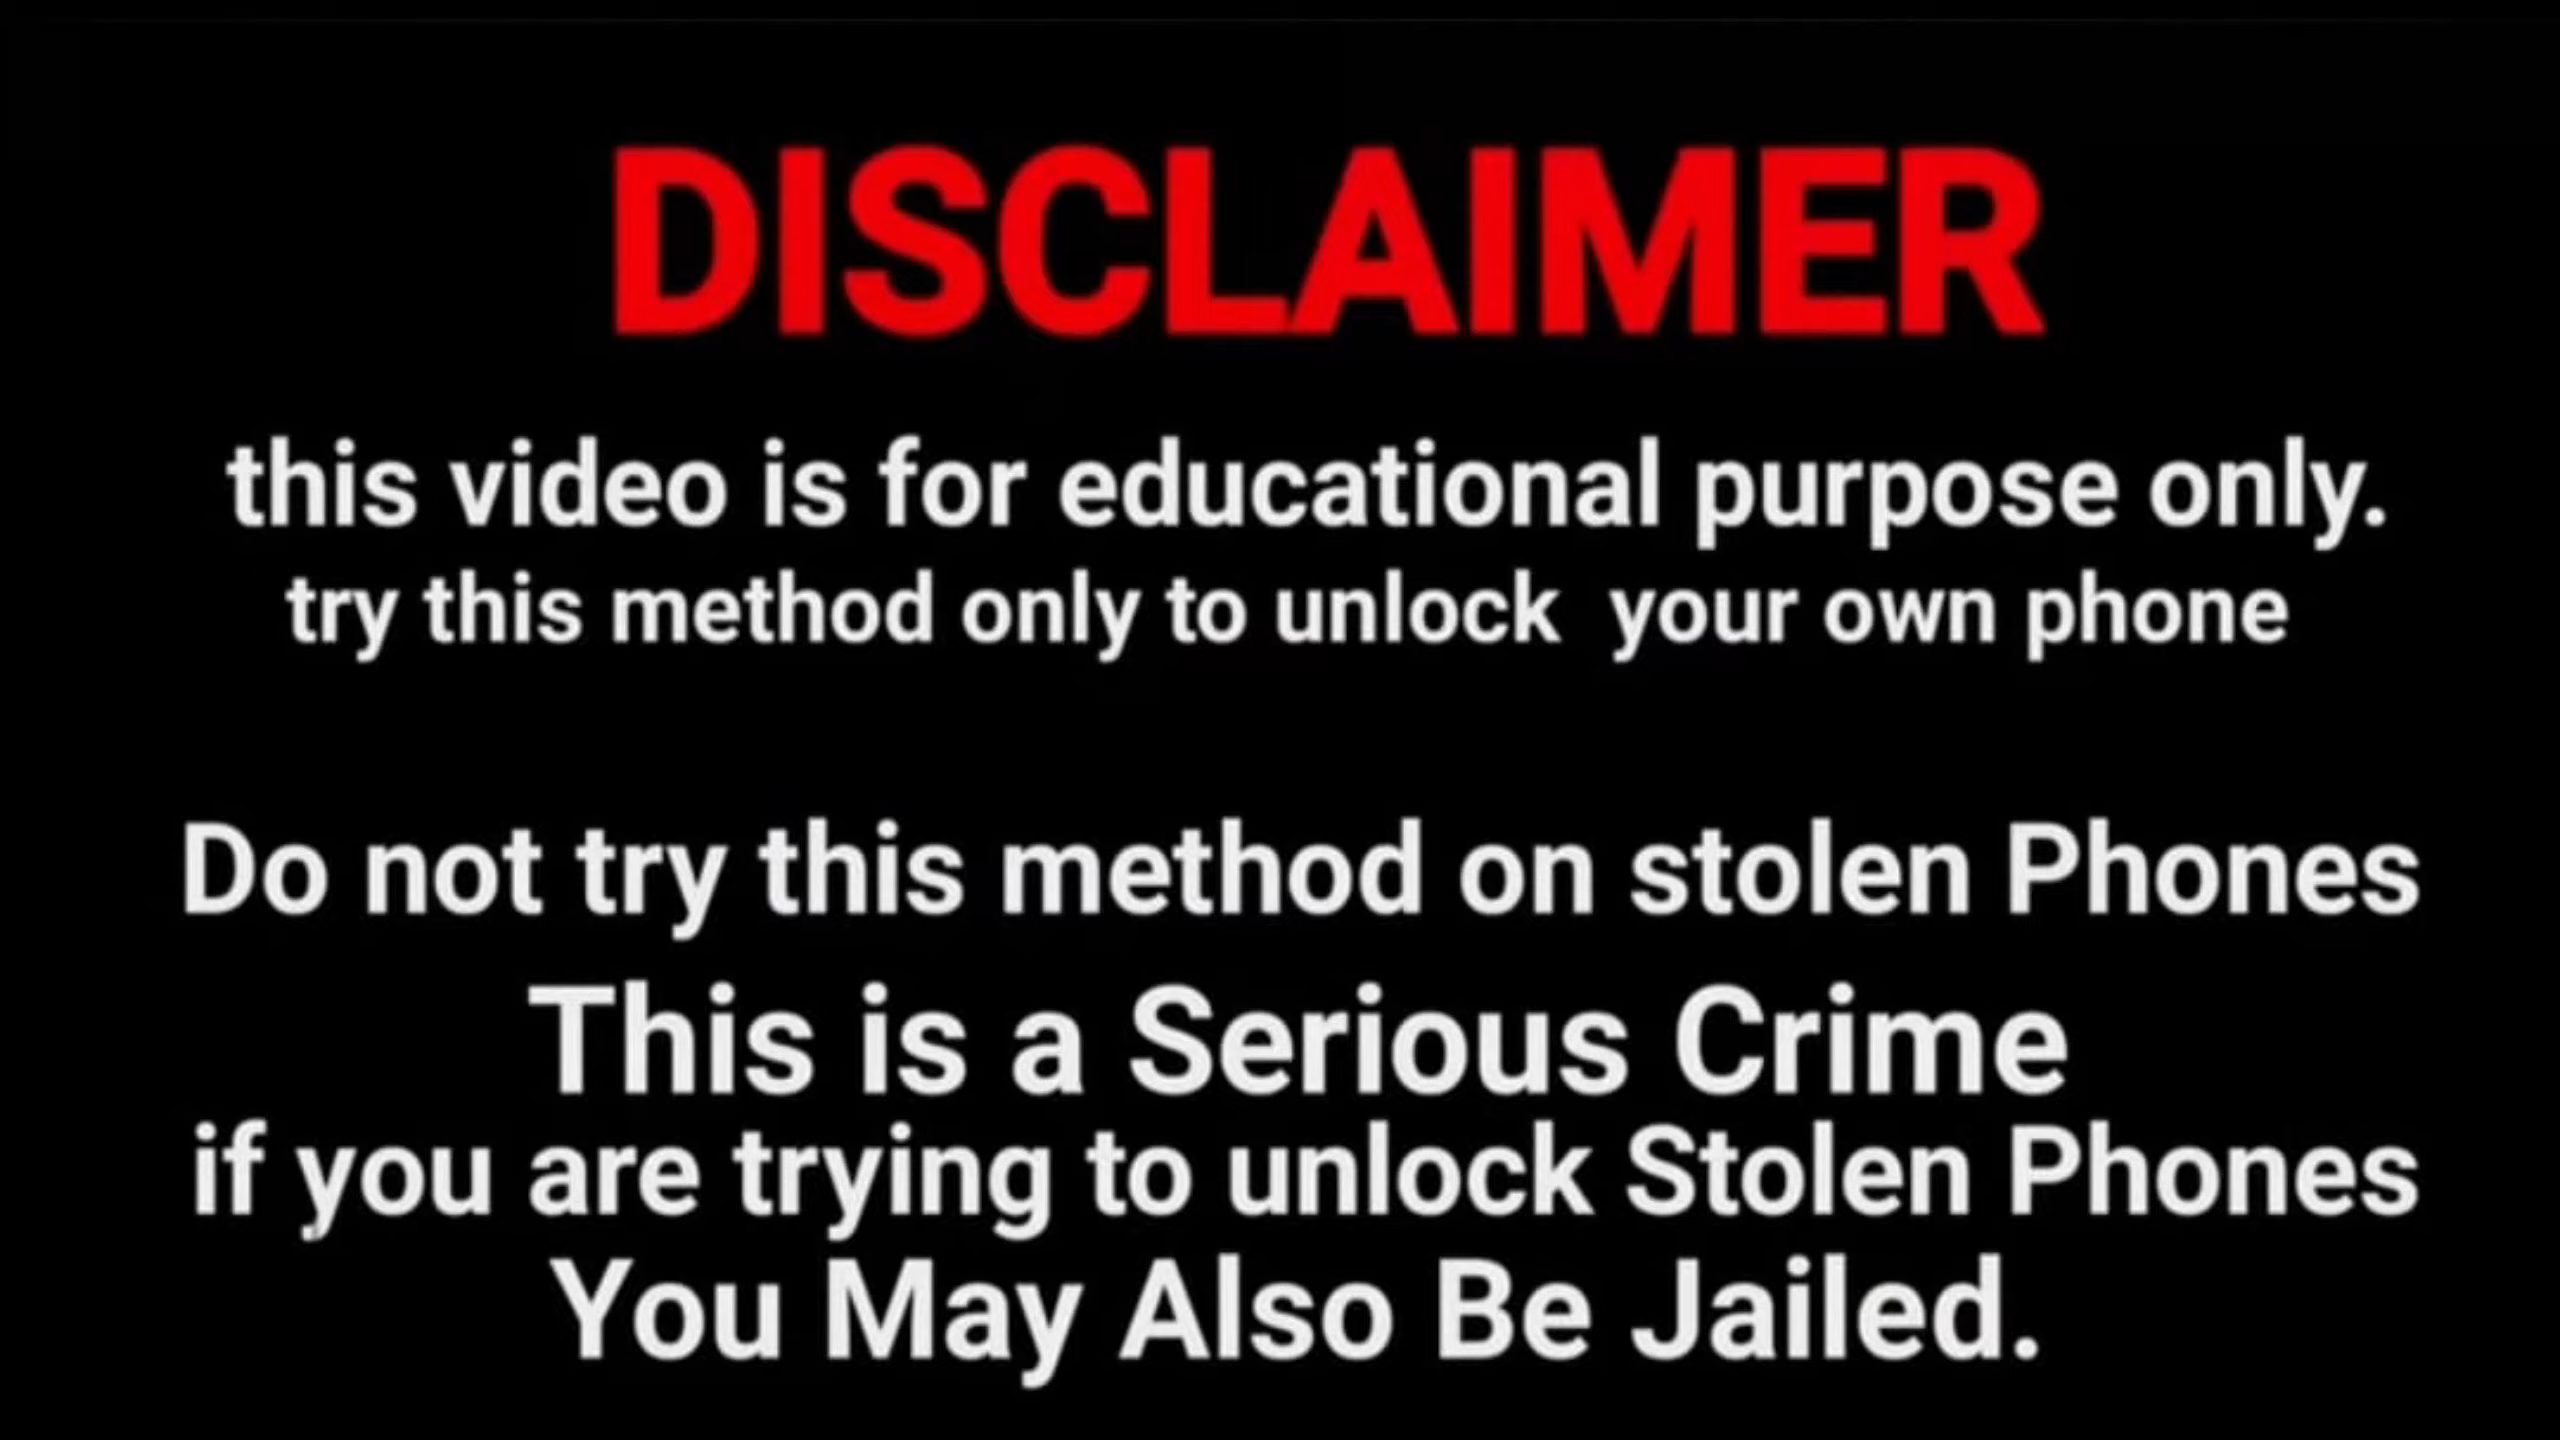 DISCLAIMER
this video is for educational purpose only.
try this method only to unlock  your own phone
Do not try this method on stolen Phones
This is a Serious Crime
if you are trying to unlock Stolen Phones
You May Also Be Jailed.